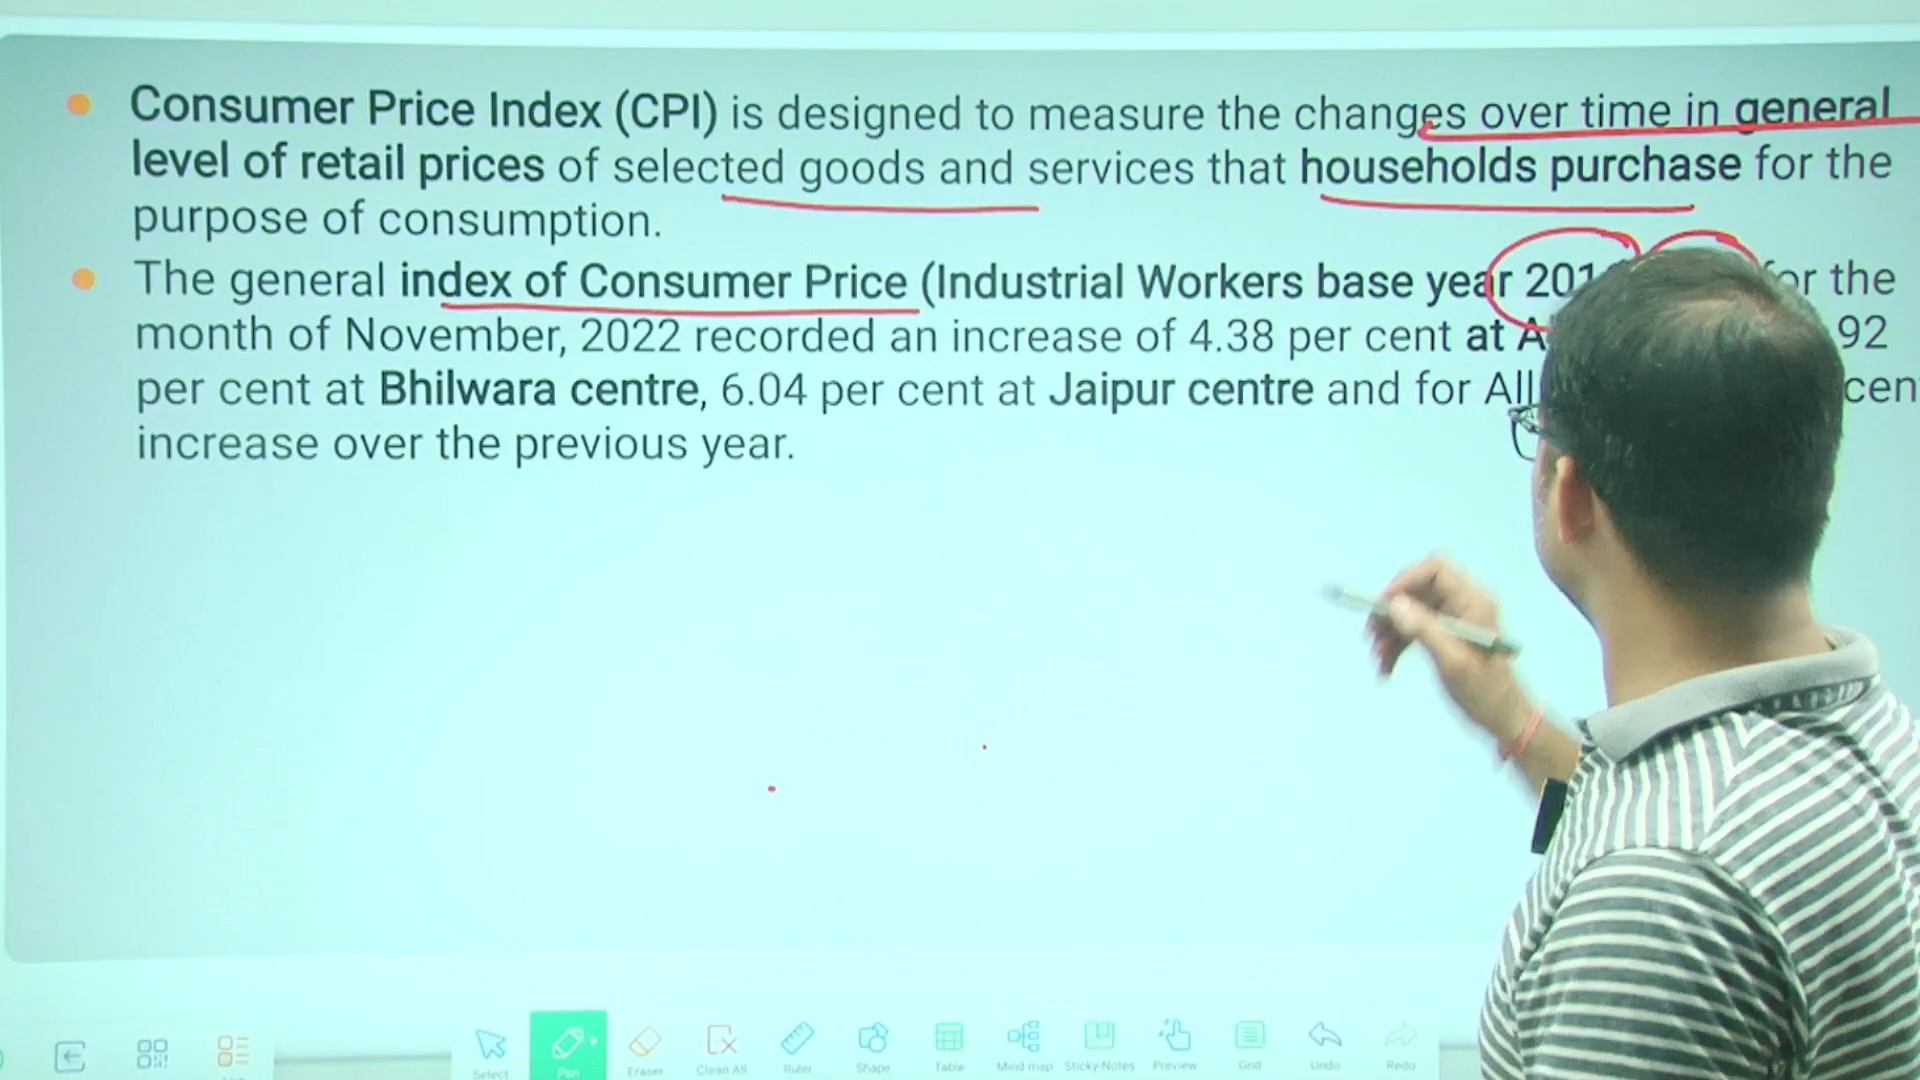 Consumer Price Index (CPI) is designed to measure the changes over time in general
level of retail prices of selected goods and services that households purchase for the
purpose of consumption.
The general index of Consumer Price (Industrial Workers base year for the
month of November, 2022 recorded an increase of 4.38 per cent at 92
per cent at Bhilwara centre, 6.04 per cent at Jaipur centre and for All
increase over the previous year.
Select Pen Eraser Clean All Ruler Shape Table Mind map Sticky Notes Preview Grid Undo Redo